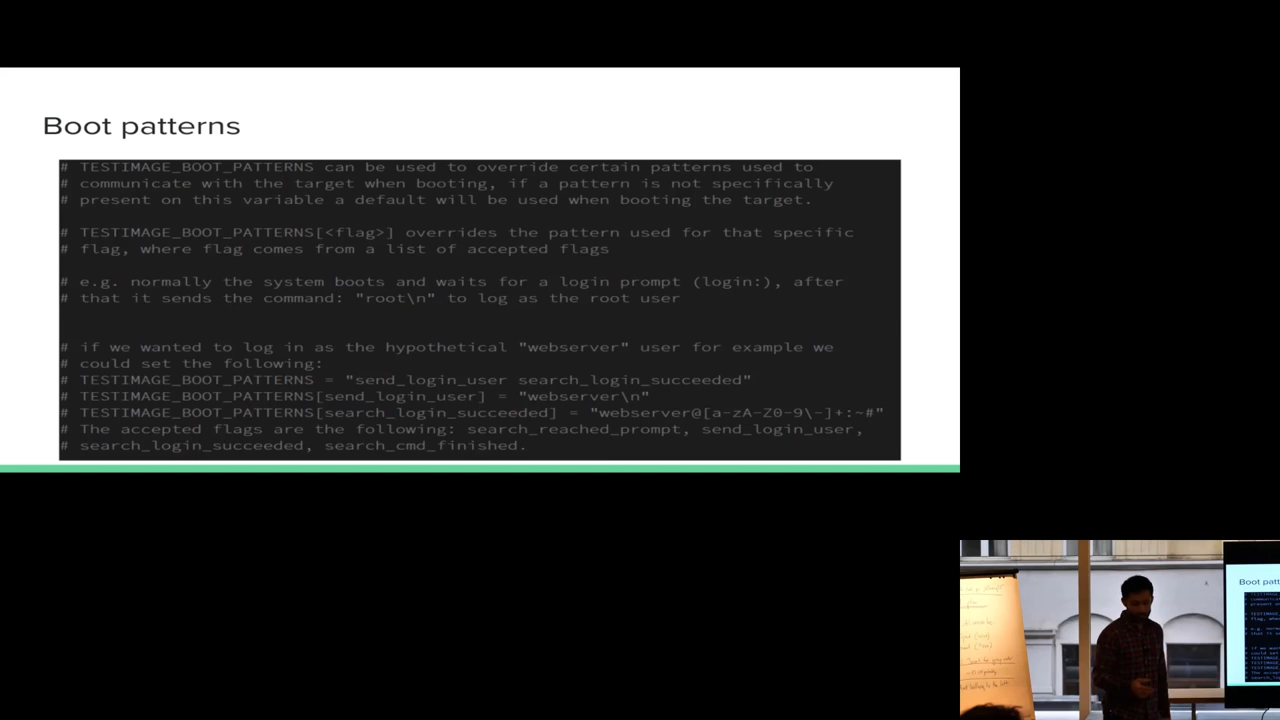 Boot patterns
# TESTIMAGE_BOOT_PATTERNS can be used to override certain patterns used to
# communicate with the target when booting, if a pattern is not specifically
# present on this variable a default will be used when booting the target.
# TESTIMAGE_BOOT_PATTERNS[<flag>] overrides the pattern used for that specific
# flag, where flag comes from a list of accepted flags
# e.g. normally the system boots and waits for a login prompt (login:), after
# that it sends the command: "root\n" to log as the root user
# if we wanted to log in as the hypothetical "webserver" user for example we
# could set the following:
# TESTIMAGE_BOOT_PATTERNS = "send_login_user search_login_succeeded"
# TESTIMAGE_BOOT_PATTERNS[send_login_user] = "webserver\n"
# TESTIMAGE_BOOT_PATTERNS[search_login_succeeded] = "webserver@[a-zA-Z0-9\-]+:~#"
# The accepted flags are the following: search_reached_prompt, send_login_user,
# search_login_succeeded, search_cmd_finished.
Boot pat